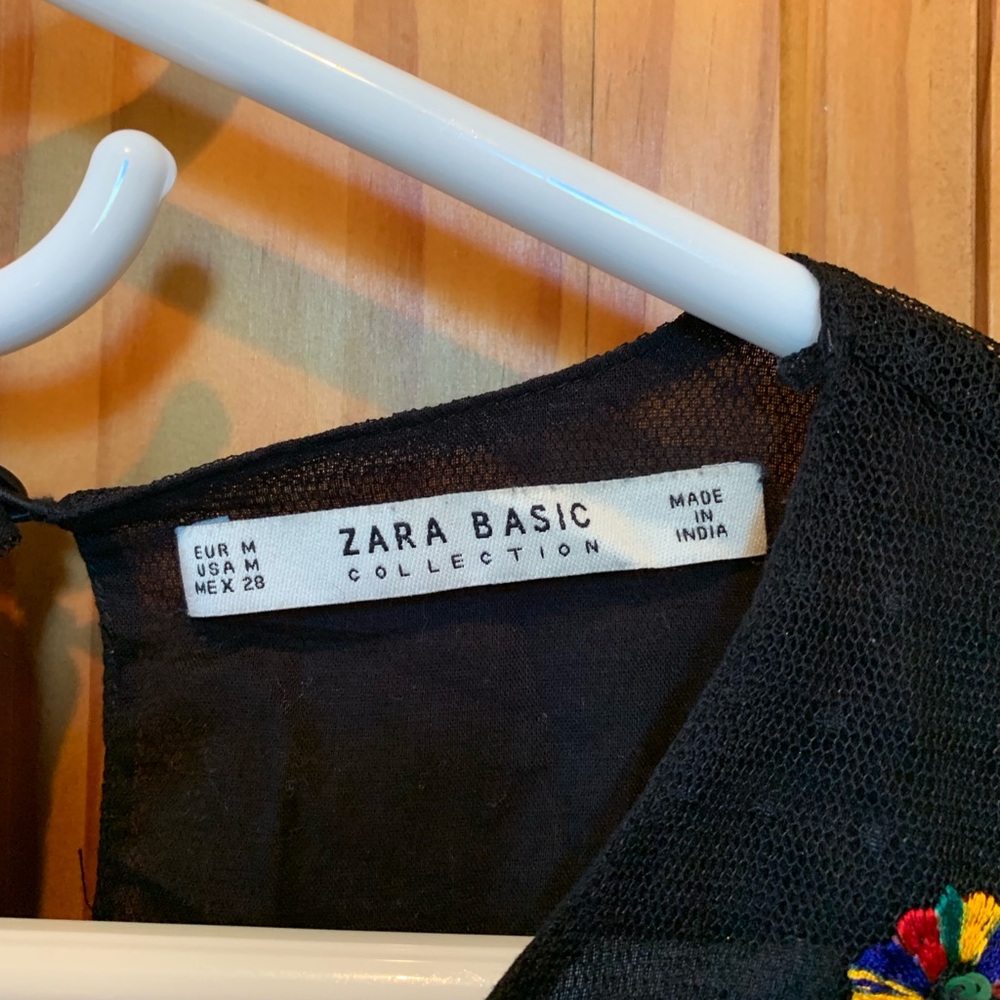 EUR M
USA M
MEX 28
ZARA BASIC
COLLECTION
MADE
IN
INDIA